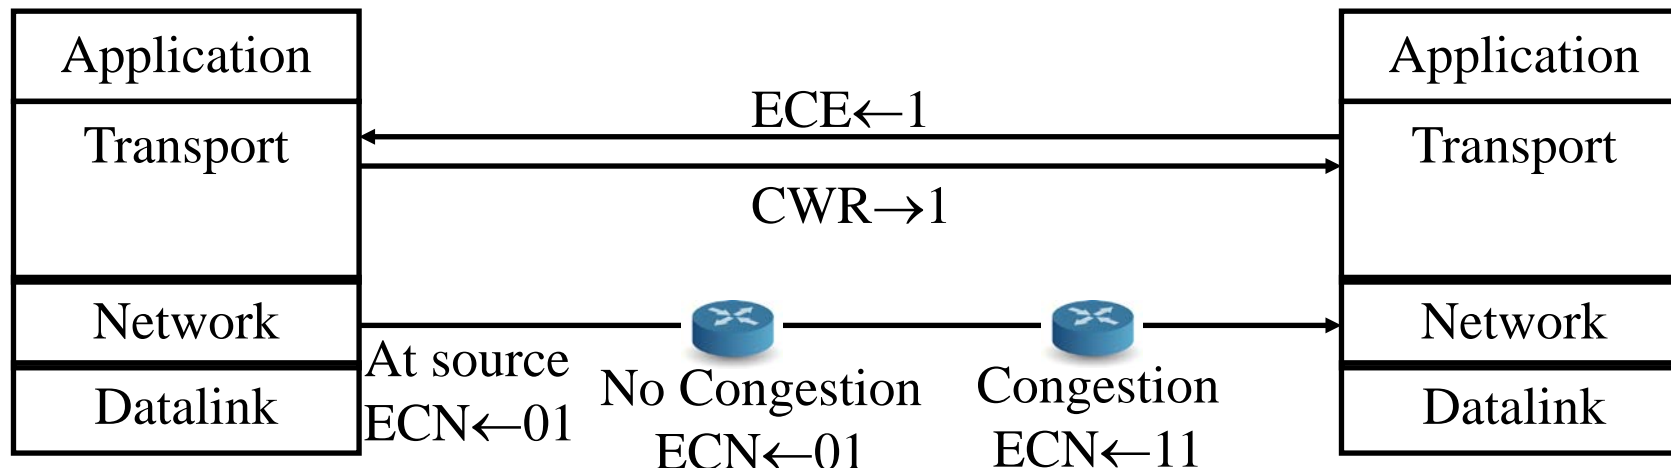 Application
Transport
Network
Datalink
ECE←1
CWR→1
At source
ECN←01
No Congestion
ECN←01
Congestion
ECN←11
Application
Transport
Network
Datalink